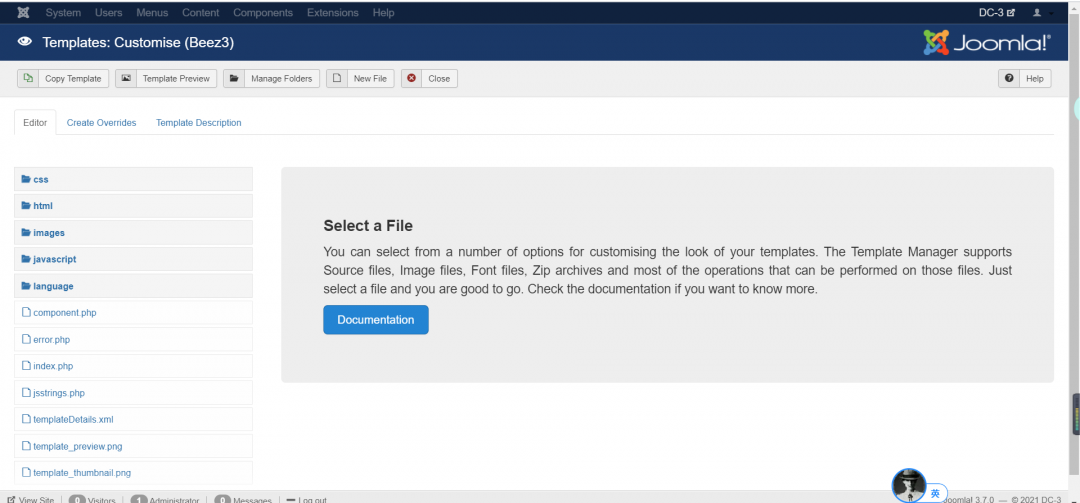 System Users Menus Content Components Extensions Help DC-3
Templates: Customise (Beez3) Joomla!®
Copy Template Template Preview Manage Folders New File Close Help
Editor Create Overrides Template Description
css
html
images
javascript
language
component.php
error.php
index.php
jsstrings.php
templateDetails.xml
template_preview.png
template_thumbnail.png
Select a File
You can select from a number of options for customising the look of your templates. The Template Manager supports
Source files, Image files, Font files, Zip archives and most of the operations that can be performed on those files. Just
select a file and you are good to go. Check the documentation if you want to know more.
Documentation
View Site 0 Visitors 1 Administrator 0 Messages Log out 英 Joomla! 3.7.0 — © 2021 DC-3